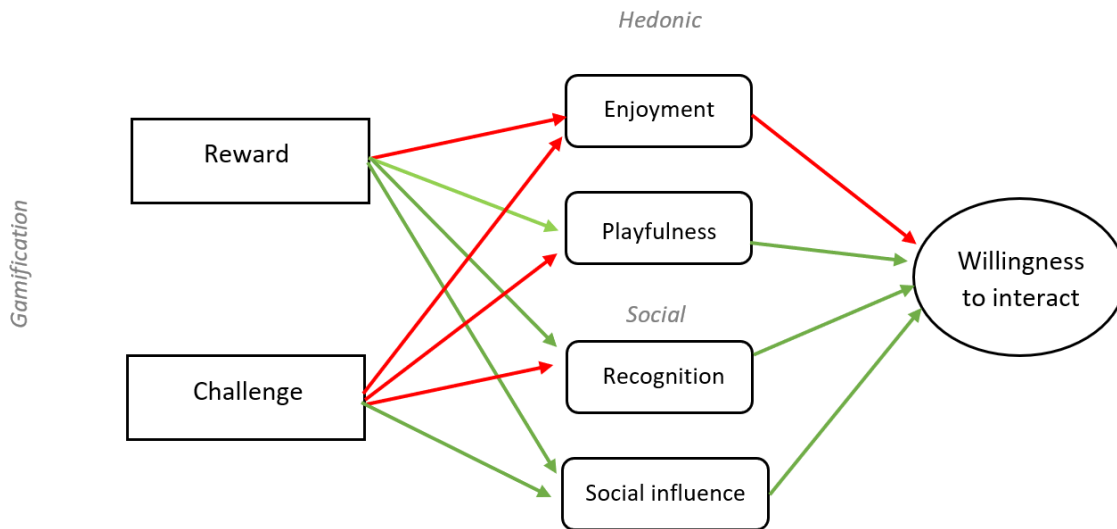 Hedonic
Enjoyment
Reward
Gamification
Playfulness
Willingness
to interact
Social
Recognition
Challenge
Social influence